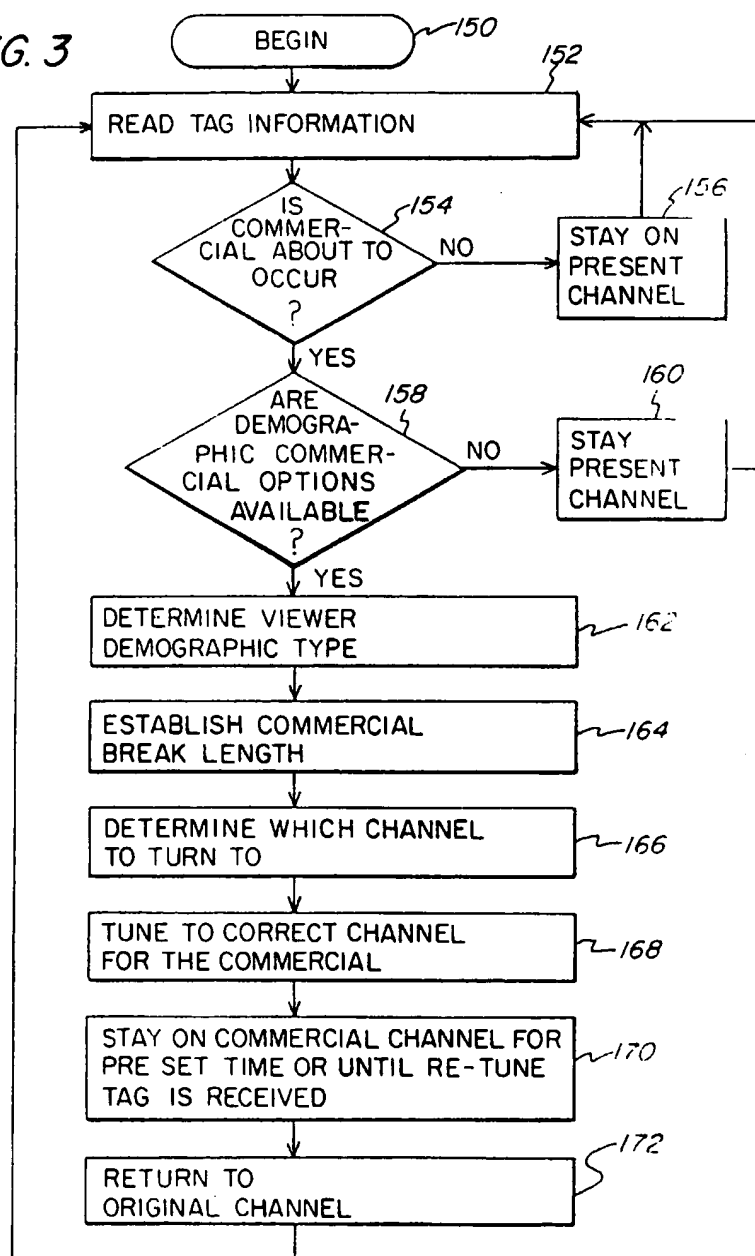 G. 3
BEGIN
150
152
READ TAG INFORMATION
IS
COMMER-
CIAL ABOUT TO
OCCUR
?
154
NO
156
STAY ON
PRESENT
CHANNEL
YES
ARE
DEMOGRA-
PHIC COMMER-
CIAL OPTIONS
AVAILABLE
?
158
NO
160
STAY
PRESENT
CHANNEL
YES
DETERMINE VIEWER
DEMOGRAPHIC TYPE
162
ESTABLISH COMMERCIAL
BREAK LENGTH
164
DETERMINE WHICH CHANNEL
TO TURN TO
166
TUNE TO CORRECT CHANNEL
FOR THE COMMERCIAL
168
STAY ON COMMERCIAL CHANNEL FOR
PRE SET TIME OR UNTIL RE-TUNE
TAG IS RECEIVED
170
RETURN TO
ORIGINAL CHANNEL
172